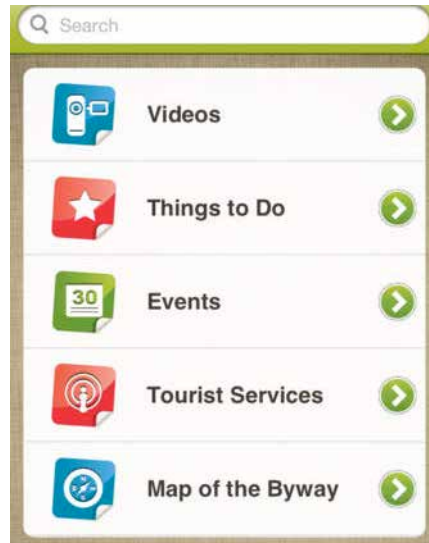 Search
Videos
Things to Do
30
Events
Tourist Services
Map of the Byway